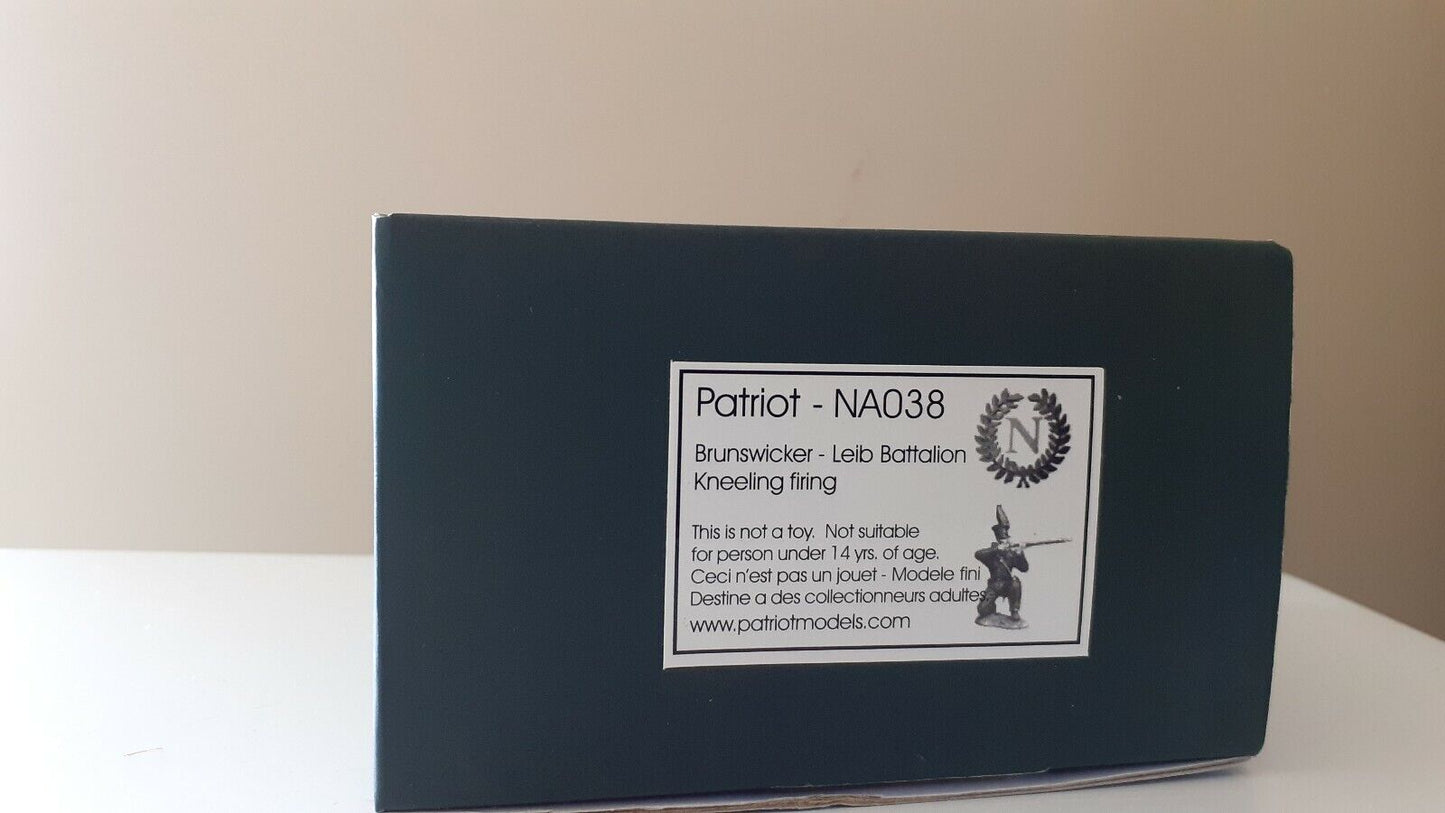 Patriot - NA038
N
Brunswicker - Leib Battalion
Kneeling firing
This is not a toy. Not suitable
for person under 14 yrs. of age.
Ceci n'est pas un jouet - Modele fini
Destine a des collectionneurs adultes.
www.patriotmodels.com